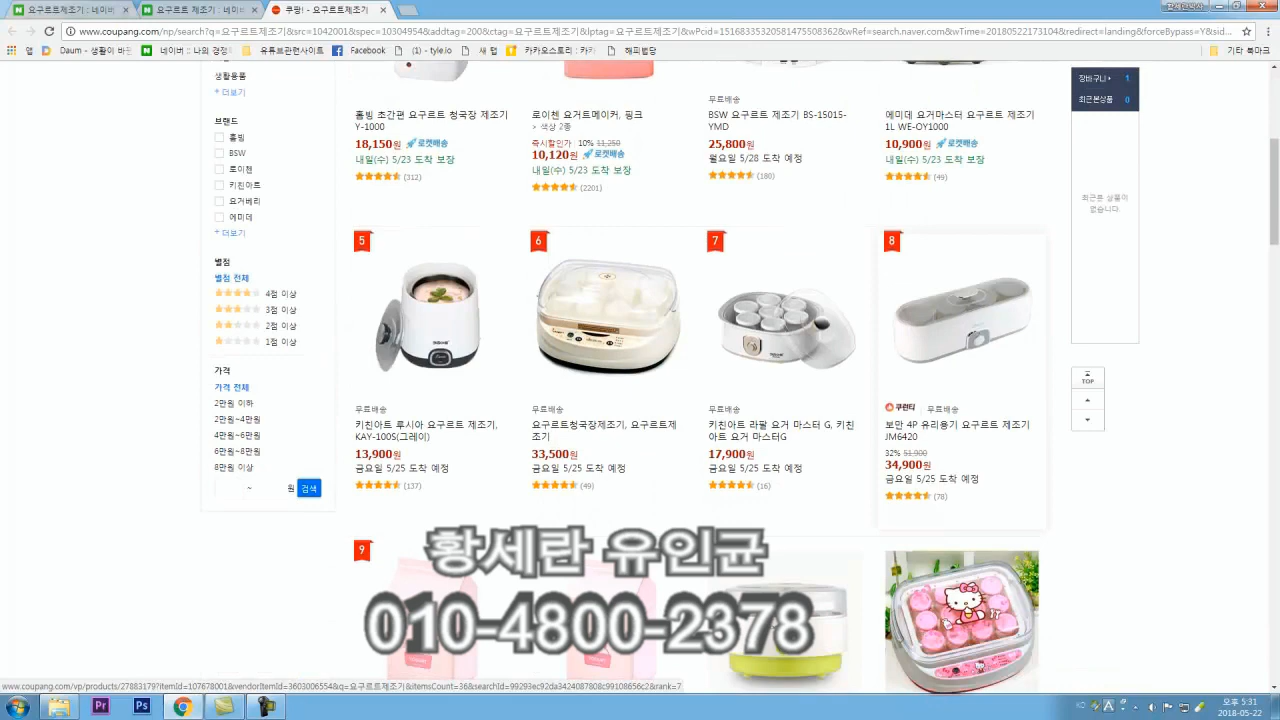 요구르트제조기 : 네이버
요구르트 제조기 : 네이버
쿠팡! - 요구르트제조기
황세란박사
www.coupang.com/np/search?q=요구르트제조기&src=1042001&spec=10304954&addtag=200&ctag=요구르트제조기&lptag=요구르트제조기&wPcid=15168335320581475508362&wRef=search.naver.com&wTime=20180522173104&redirect=landing&forceBypass=Y&sid...
앱
Daum - 생활이 바뀐
네이버 :: 나의 경쟁
유튜브관련사이트
Facebook
(1) - tyle.io
새 탭
카카오스토리 : 카카
해피법당
기타 북마크
생활용품
+ 더보기
브랜드
홈빙
BSW
로이첸
키친아트
요거베리
에미데
+ 더보기
별점
별점 전체
4점 이상
3점 이상
2점 이상
1점 이상
가격
가격 전체
2만원 이하
2만원~4만원
4만원~6만원
6만원~8만원
8만원 이상
~ 원 검색
홈빙 초간편 요구르트 청국장 제조기
Y-1000
18,150원 로켓배송
내일(수) 5/23 도착 보장
(312)
로이첸 요거트메이커, 핑크
> 색상 2종
즉시할인가 10% 11,250
10,120원 로켓배송
내일(수) 5/23 도착 보장
(2201)
무료배송
BSW 요구르트 제조기 BS-15015-
YMD
25,800원
월요일 5/28 도착 예정
(180)
에미데 요거마스터 요구르트 제조기
1L WE-OY1000
10,900원 로켓배송
내일(수) 5/23 도착 보장
(49)
5
무료배송
키친아트 루시아 요구르트 제조기,
KAY-100S(그레이)
13,900원
금요일 5/25 도착 예정
(137)
6
무료배송
요구르트청국장제조기, 요구르트제
조기
33,500원
금요일 5/25 도착 예정
(49)
7
무료배송
키친아트 라팔 요거 마스터 G, 키친
아트 요거 마스터G
17,900원
금요일 5/25 도착 예정
(16)
8
쿠런티 무료배송
보만 4P 유리용기 요구르트 제조기
JM6420
32% 51,900
34,900원
금요일 5/25 도착 예정
(78)
9
장바구니 1
최근본상품 0
최근본 상품이
없습니다.
TOP
황세란 유인균
010-4800-2378
www.coupang.com/vp/products/27883179?itemId=107678001&vendorItemId=3603006554&q=요구르트제조기&itemsCount=36&searchId=99293ec92da3424087808c99108656c2&rank=7
Pr
Ps
KO
A
오후 5:31
2018-05-22